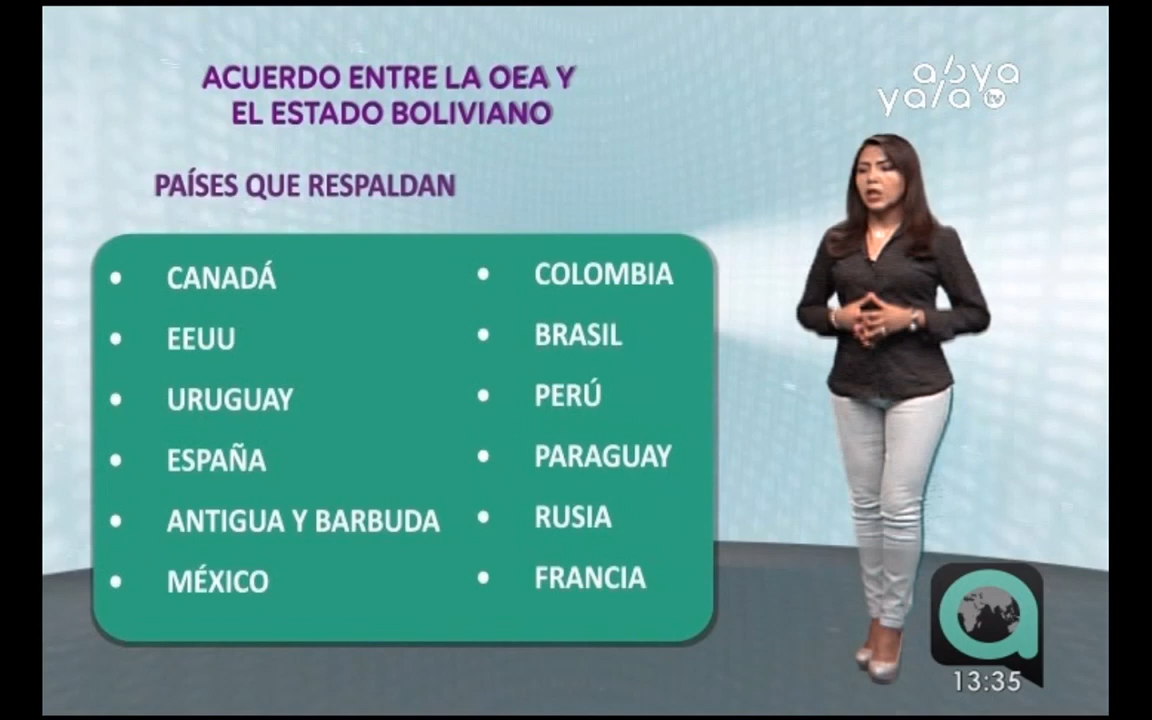 ACUERDO ENTRE LA OEA Y
EL ESTADO BOLIVIANO
abya
yala tv
PAÍSES QUE RESPALDAN
• CANADÁ
• EEUU
• URUGUAY
• ESPAÑA
• ANTIGUA Y BARBUDA
• MÉXICO
• COLOMBIA
• BRASIL
• PERÚ
• PARAGUAY
• RUSIA
• FRANCIA
13:35